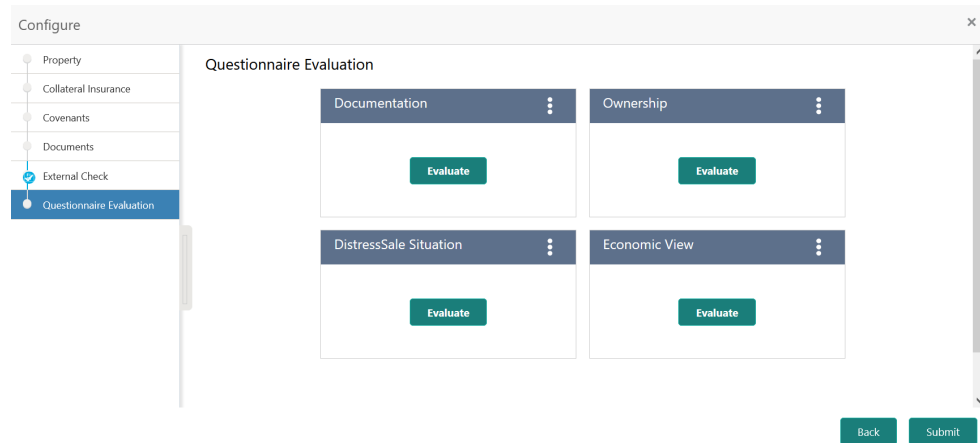 Configure
Property
Collateral Insurance
Covenants
Documents
External Check
Questionnaire Evaluation
Questionnaire Evaluation
Documentation
Ownership
Evaluate
Evaluate
DistressSale Situation
Economic View
Evaluate
Evaluate
Back
Submit